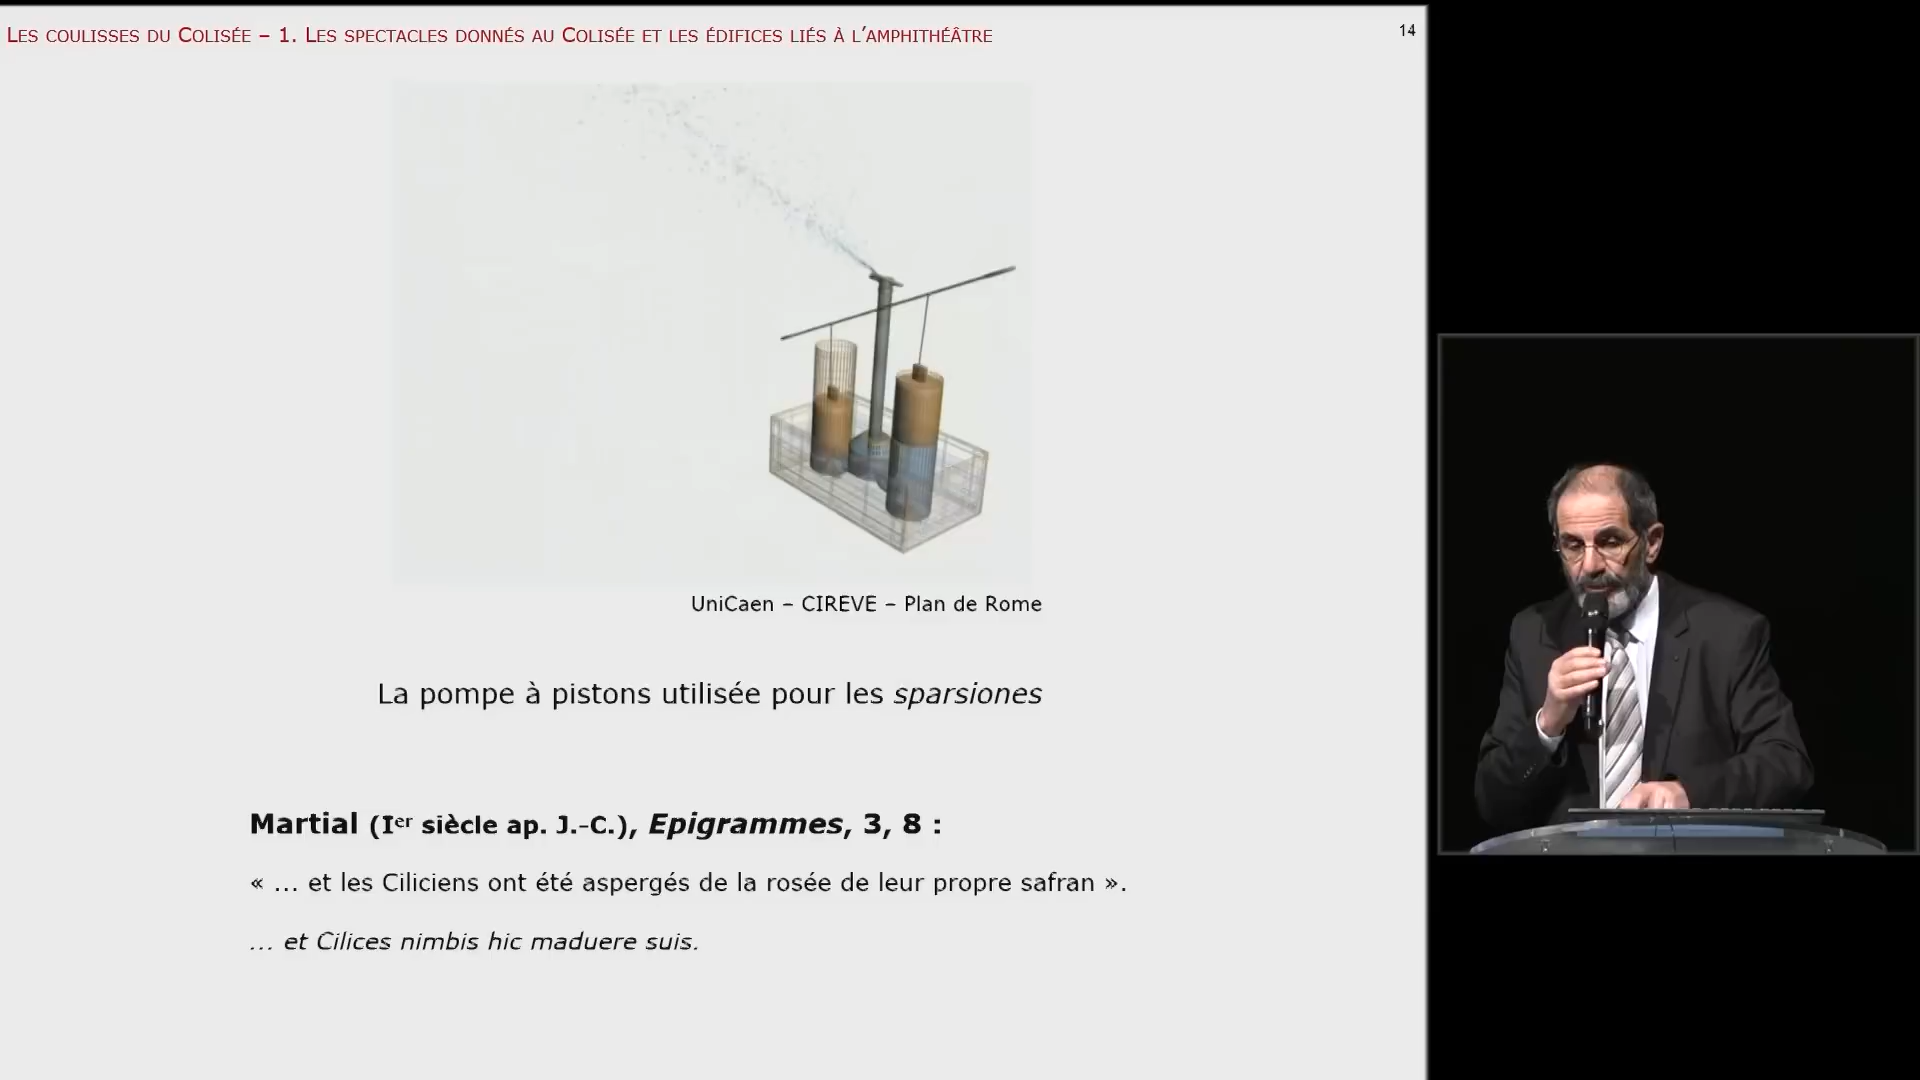 LES COULISSES DU COLISÉE – 1. LES SPECTACLES DONNÉS AU COLISÉE ET LES ÉDIFICES LIÉS À L'AMPHITHÉÂTRE
14
UniCaen – CIREVE – Plan de Rome
La pompe à pistons utilisée pour les sparsiones
Martial (Ier siècle ap. J.-C.), Epigrammes, 3, 8 :
« ... et les Ciliciens ont été aspergés de la rosée de leur propre safran ».
... et Cilices nimbis hic maduere suis.